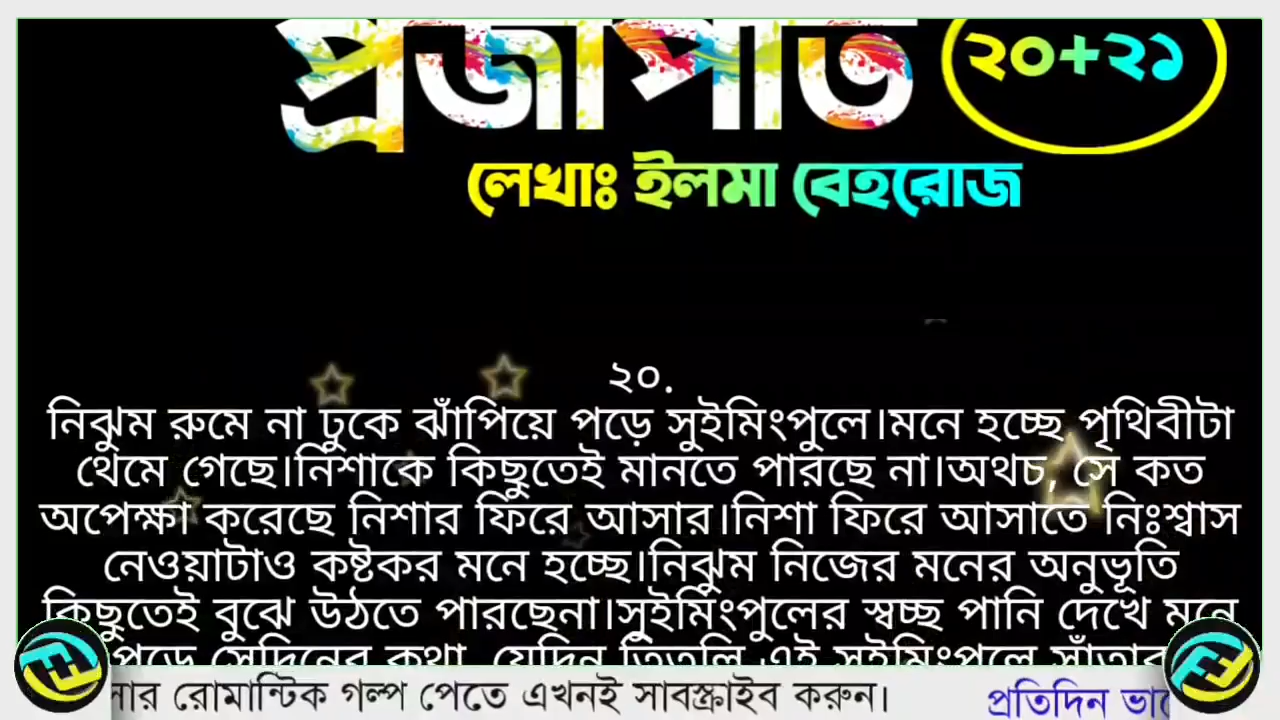 ২০+২১
লেখাঃ ইলমা বেহরোজ
২০.
নিঝুম রুমে না ঢুকে ঝাঁপিয়ে পড়ে সুইমিংপুলে।মনে হচ্ছে পৃথিবীটা
থেমে গেছে।নিশাকে কিছুতেই মানতে পারছে না।অথচ, সে কত
অপেক্ষা করেছে নিশার ফিরে আসার।নিশা ফিরে আসাতে নিঃশ্বাস
নেওয়াটাও কষ্টকর মনে হচ্ছে।নিঝুম নিজের মনের অনুভূতি
কিছুতেই বুঝে উঠতে পারছেনা।সুইমিংপুলের স্বচ্ছ পানি দেখে মনে
পড়ে সেদিনের কথা, যেদিন তিতলি এই সুইমিংপুলে
রোমান্টিক গল্প পেতে এখনই সাবস্ক্রাইব করুন। প্রতিদিন